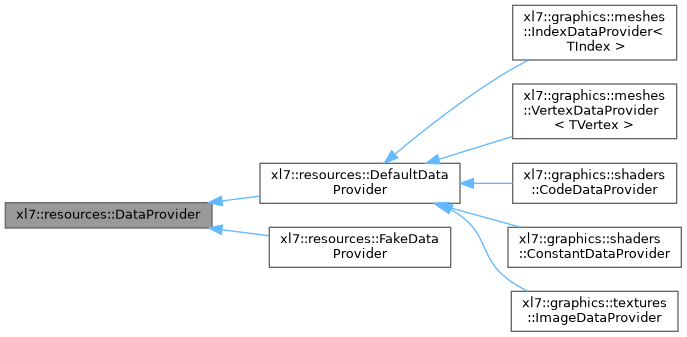 xl7::graphics::meshes
::IndexDataProvider<
TIndex >
xl7::graphics::meshes
::VertexDataProvider
< TVertex >
xl7::resources::DefaultData
Provider
xl7::graphics::shaders
::CodeDataProvider
xl7::resources::DataProvider
xl7::resources::FakeData
Provider
xl7::graphics::shaders
::ConstantDataProvider
xl7::graphics::textures
::ImageDataProvider